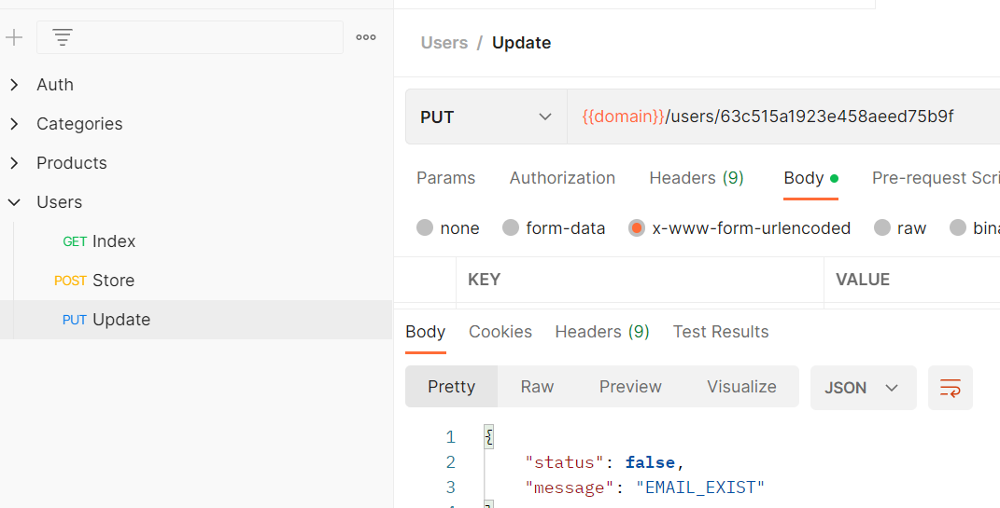 Auth
Categories
Products
Users
GET Index
POST Store
PUT Update
Users / Update
PUT {{domain}}/users/63c515a1923e458aeed75b9f
Params Authorization Headers (9) Body Pre-request Scri
none form-data x-www-form-urlencoded raw bina
KEY VALUE
Body Cookies Headers (9) Test Results
Pretty Raw Preview Visualize JSON
1 {
2 "status": false,
3 "message": "EMAIL_EXIST"
4 }